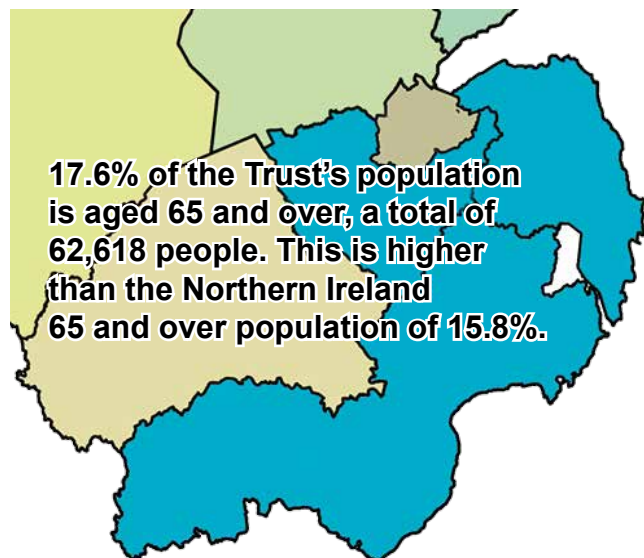 17.6% of the Trust’s population
is aged 65 and over, a total of
62,618 people. This is higher
than the Northern Ireland
65 and over population of 15.8%.